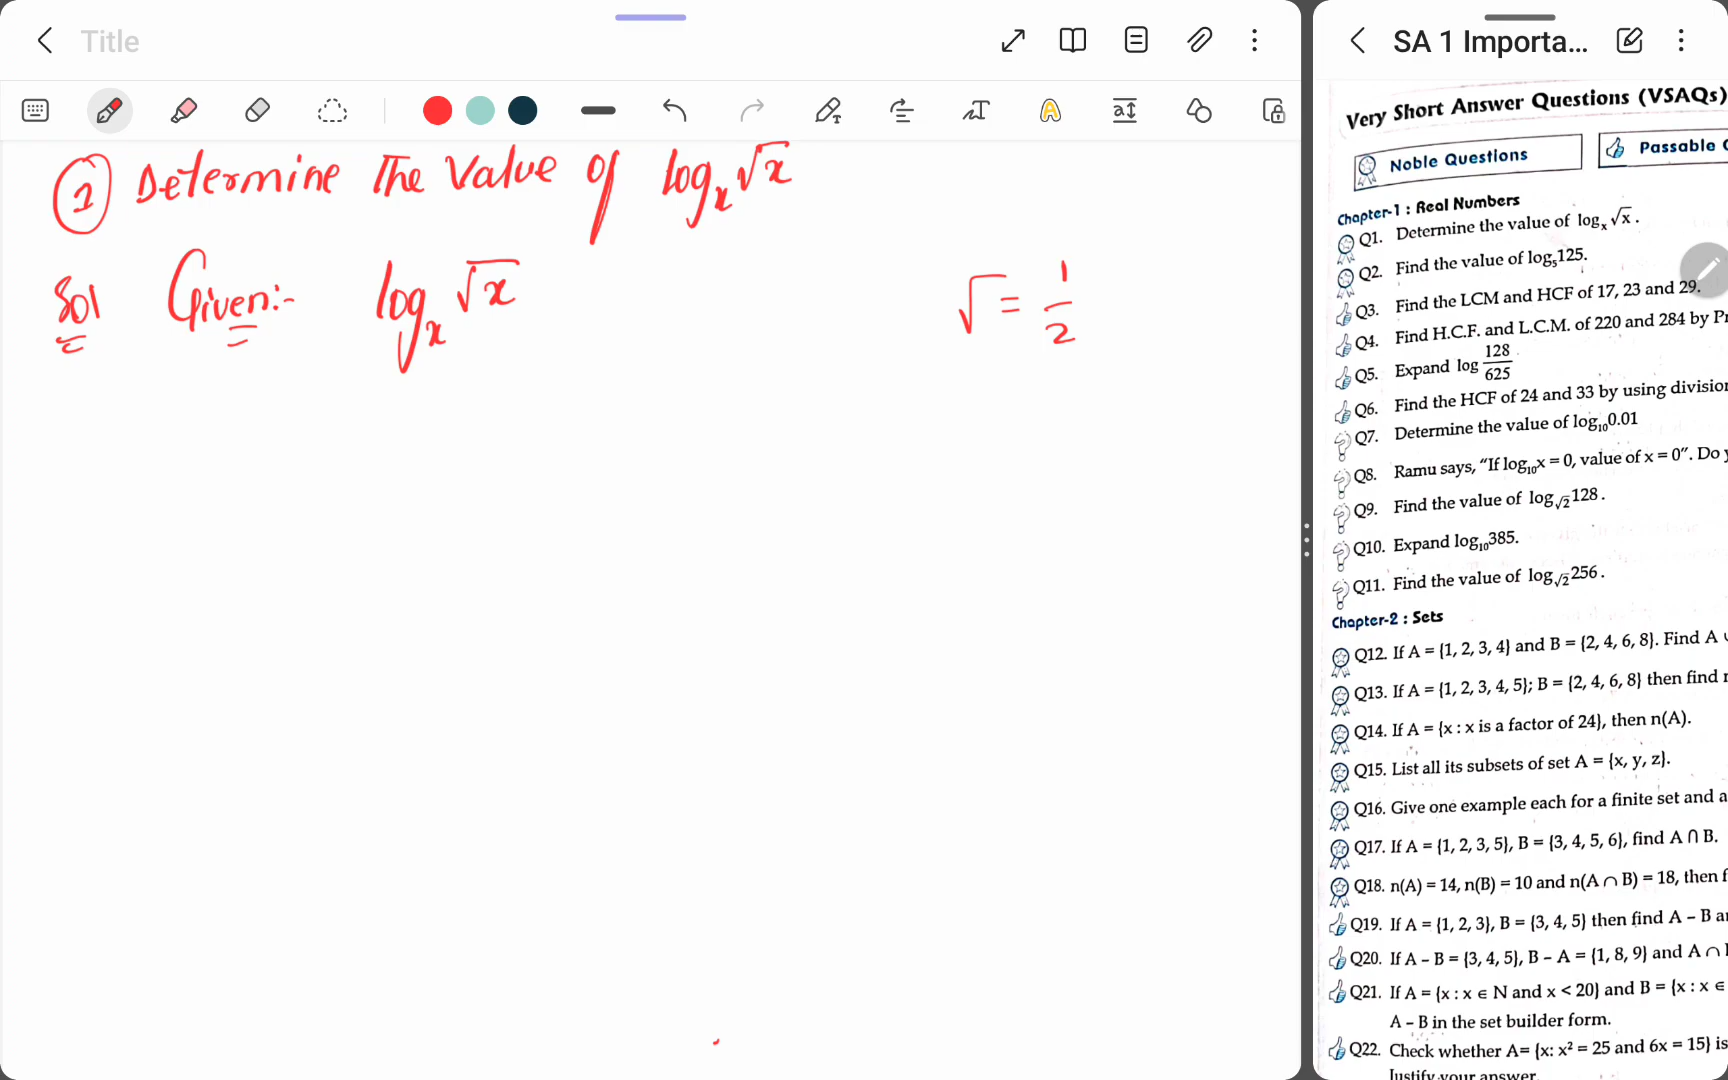 Title
① Determine The Value of logₓ√x
Sol Given:- logₓ √x √ = 1/2
SA 1 Importa...
Very Short Answer Questions (VSAQs)
Noble Questions
Passable
Chapter-1 : Real Numbers
Q1. Determine the value of logₓ √x .
Q2. Find the value of log₅125.
Q3. Find the LCM and HCF of 17, 23 and 29.
Q4. Find H.C.F. and L.C.M. of 220 and 284 by
Q5. Expand log 128/625
Q6. Find the HCF of 24 and 33 by using
Q7. Determine the value of log₁₀0.01
Q8. Ramu says, "If log₁₀x = 0, value of x = 0". Do
Q9. Find the value of log√2 128 .
Q10. Expand log₁₀385.
Q11. Find the value of log√2 256 .
Chapter-2 : Sets
Q12. If A = {1, 2, 3, 4} and B = {2, 4, 6, 8}. Find A
Q13. If A = {1, 2, 3, 4, 5}; B = {2, 4, 6, 8} then find
Q14. If A = {x : x is a factor of 24}, then n(A).
Q15. List all its subsets of set A = {x, y, z}.
Q16. Give one example each for a finite set and
Q17. If A = {1, 2, 3, 5}, B = {3, 4, 5, 6}, find A ∩ B.
Q18. n(A) = 14, n(B) = 10 and n(A ∩ B) = 18, then
Q19. If A = {1, 2, 3}, B = {3, 4, 5} then find A – B
Q20. If A – B = {3, 4, 5}, B – A = {1, 8, 9} and A ∩
Q21. If A = {x : x ∈ N and x < 20} and B = {x : x ∈
A – B in the set builder form.
Q22. Check whether A= {x: x² = 25 and 6x = 15} is
Justify your answer.